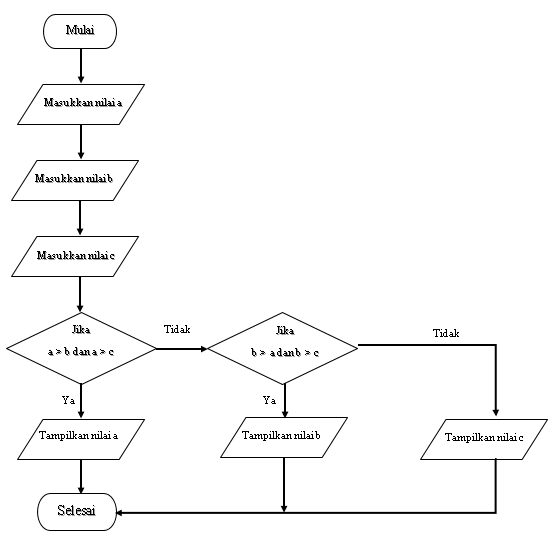 Mulai
Masukkan nilai a
Masukkan nilai b
Masukkan nilai c
Jika
a > b dan a > c
Tidak
Jika
b > a dan b > c
Tidak
Ya
Ya
Tampilkan nilai a
Tampilkan nilai b
Tampilkan nilai c
Selesai